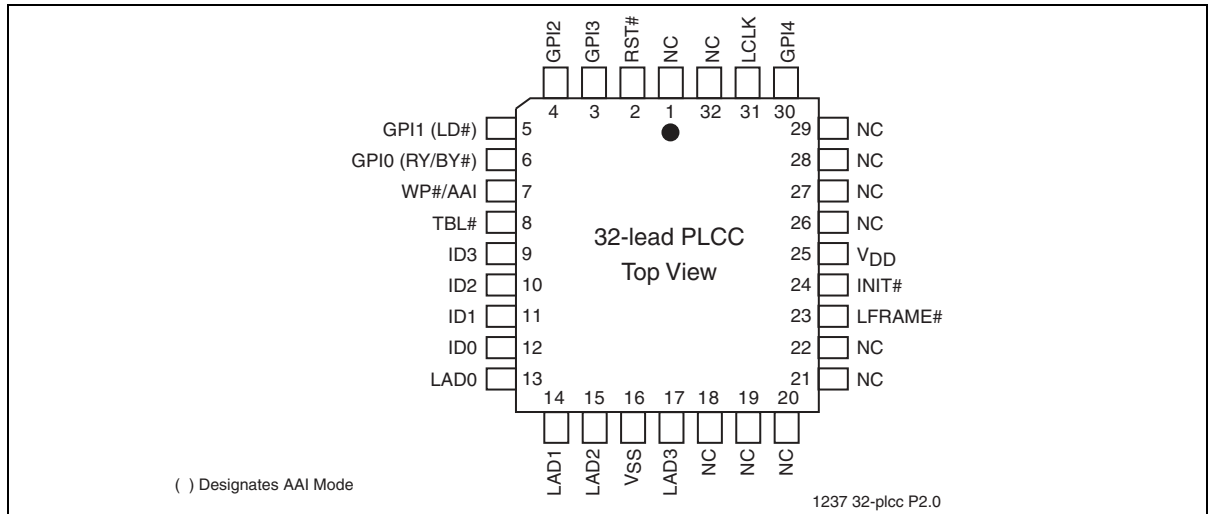 GPI2
GPI3
RST#
NC
NC
LCLK
GPI4
4
3
2
1
32
31
30
GPI1 (LD#)
5
29
NC
GPI0 (RY/BY#)
6
28
NC
WP#/AAI
7
27
NC
TBL#
8
26
NC
32-lead PLCC
Top View
ID3
9
25
VDD
ID2
10
24
INIT#
ID1
11
23
LFRAME#
ID0
12
22
NC
LAD0
13
21
NC
14
15
16
17
18
19
20
LAD1
LAD2
VSS
LAD3
NC
NC
NC
( ) Designates AAI Mode
1237 32-plcc P2.0